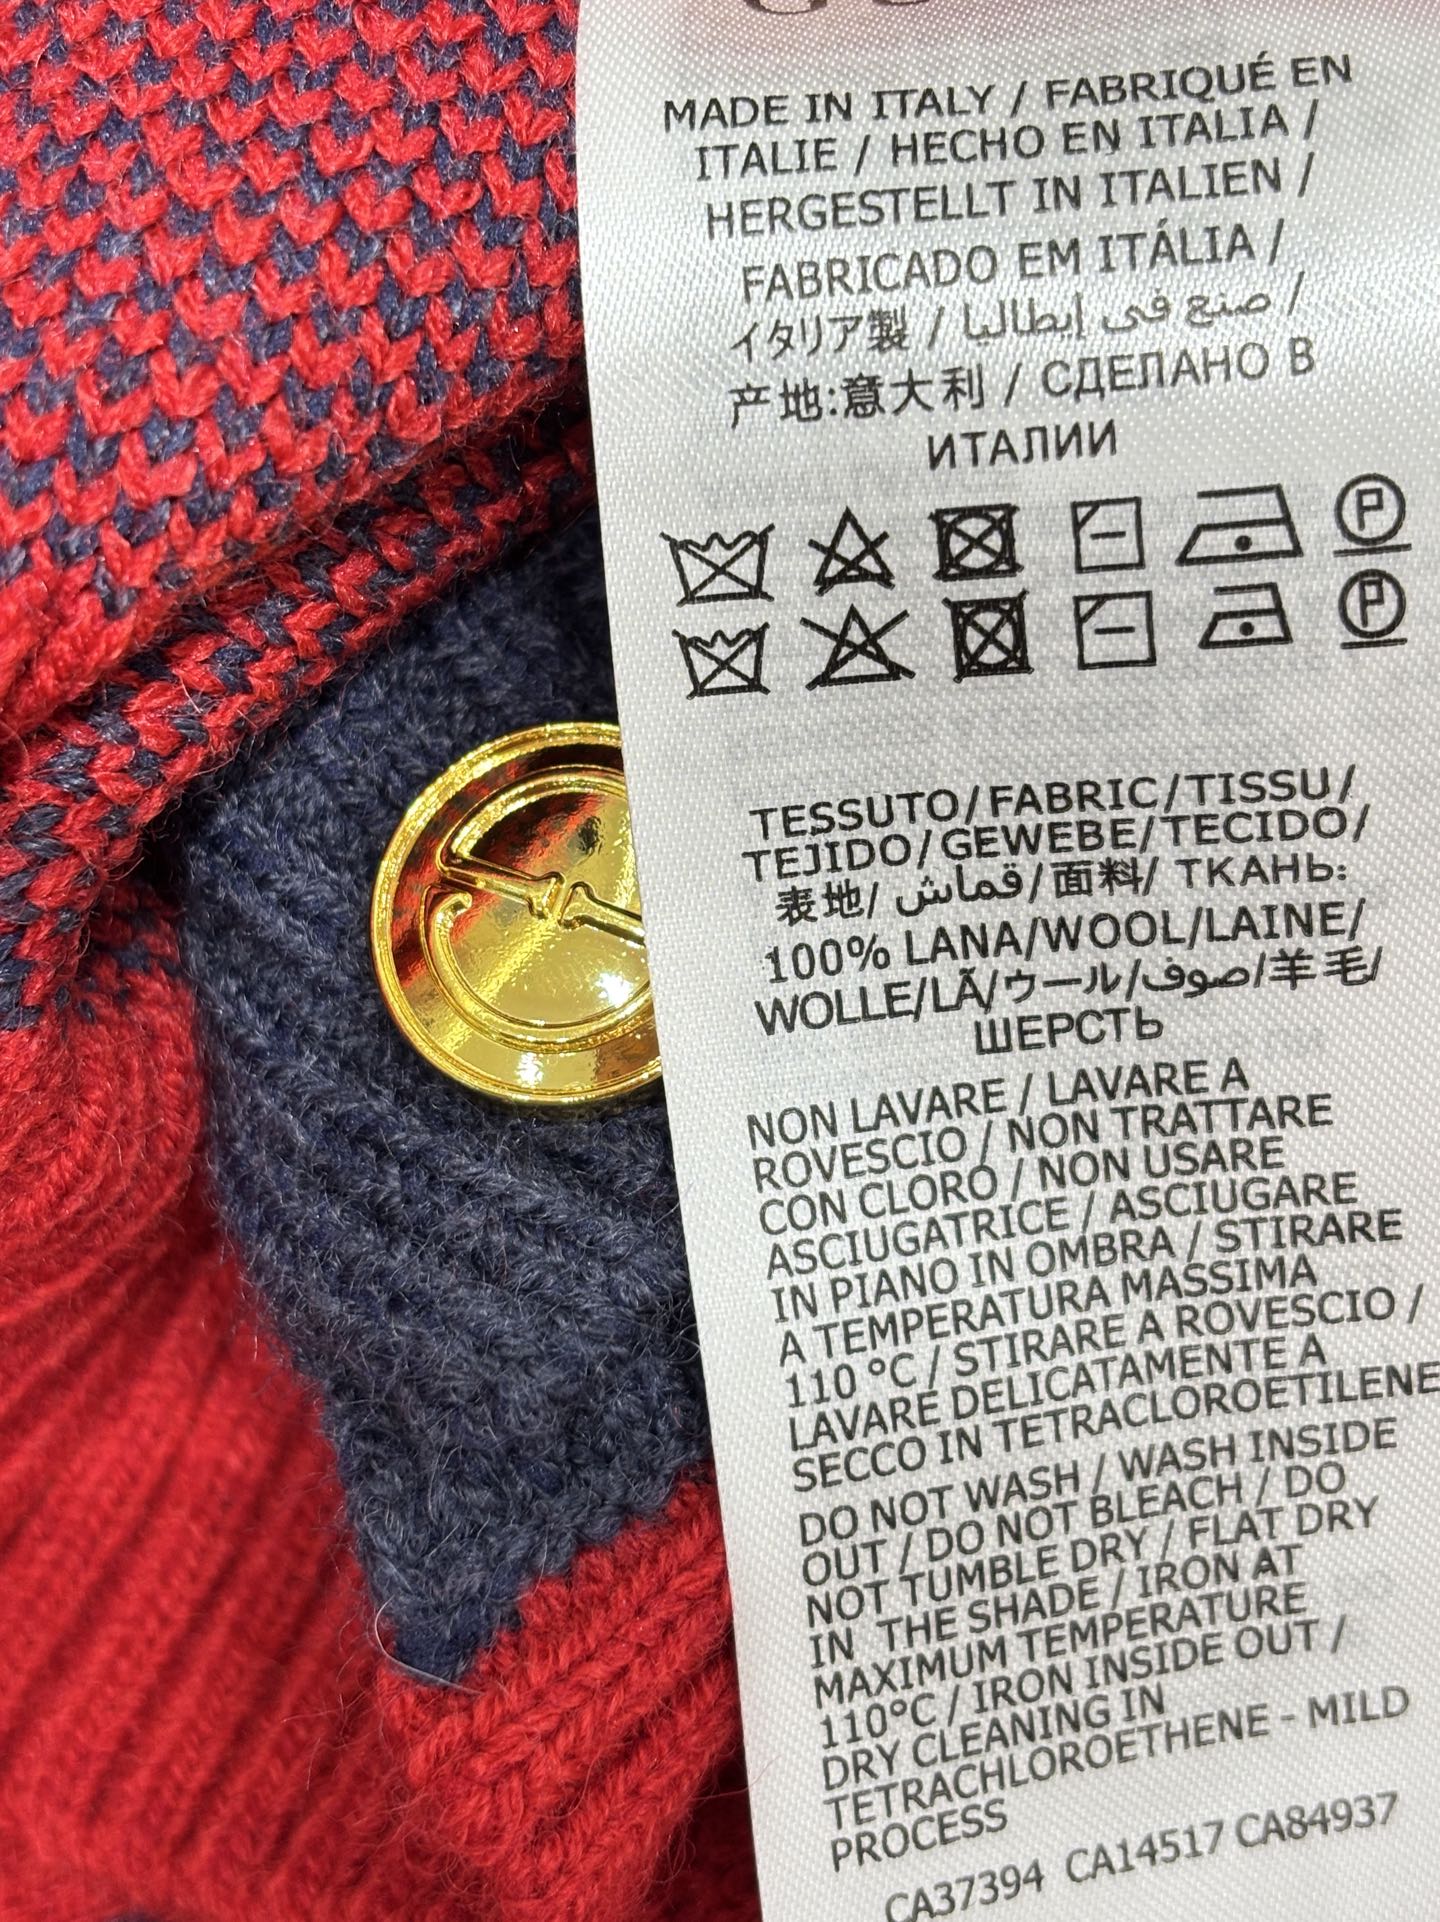 MADE IN ITALY / FABRIQUÉ EN
ITALIE / HECHO EN ITALIA /
HERGESTELLT IN ITALIEN /
FABRICADO EM ITÁLIA /
イタリア製 / صنع في إيطاليا /
产地:意大利 / СДЕЛАНО В
ИТАЛИИ
P
P
TESSUTO/FABRIC/TISSU/
TEJIDO/GEWEBE/TECIDO/
表地/قماش/面料/ ТКАНЬ:
100% LANA/WOOL/LAINE/
WOLLE/LÃ/ウール/صوف/羊毛/
ШЕРСТЬ
NON LAVARE / LAVARE A
ROVESCIO / NON TRATTARE
CON CLORO / NON USARE
ASCIUGATRICE / ASCIUGARE
IN PIANO IN OMBRA / STIRARE
A TEMPERATURA MASSIMA
110 °C / STIRARE A ROVESCIO /
LAVARE DELICATAMENTE A
SECCO IN TETRACLOROETILENE
DO NOT WASH / WASH INSIDE
OUT / DO NOT BLEACH / DO
NOT TUMBLE DRY / FLAT DRY
IN THE SHADE / IRON AT
MAXIMUM TEMPERATURE
110°C / IRON INSIDE OUT /
DRY CLEANING IN
TETRACHLOROETHENE - MILD
PROCESS
CA37394 CA14517 CA84937